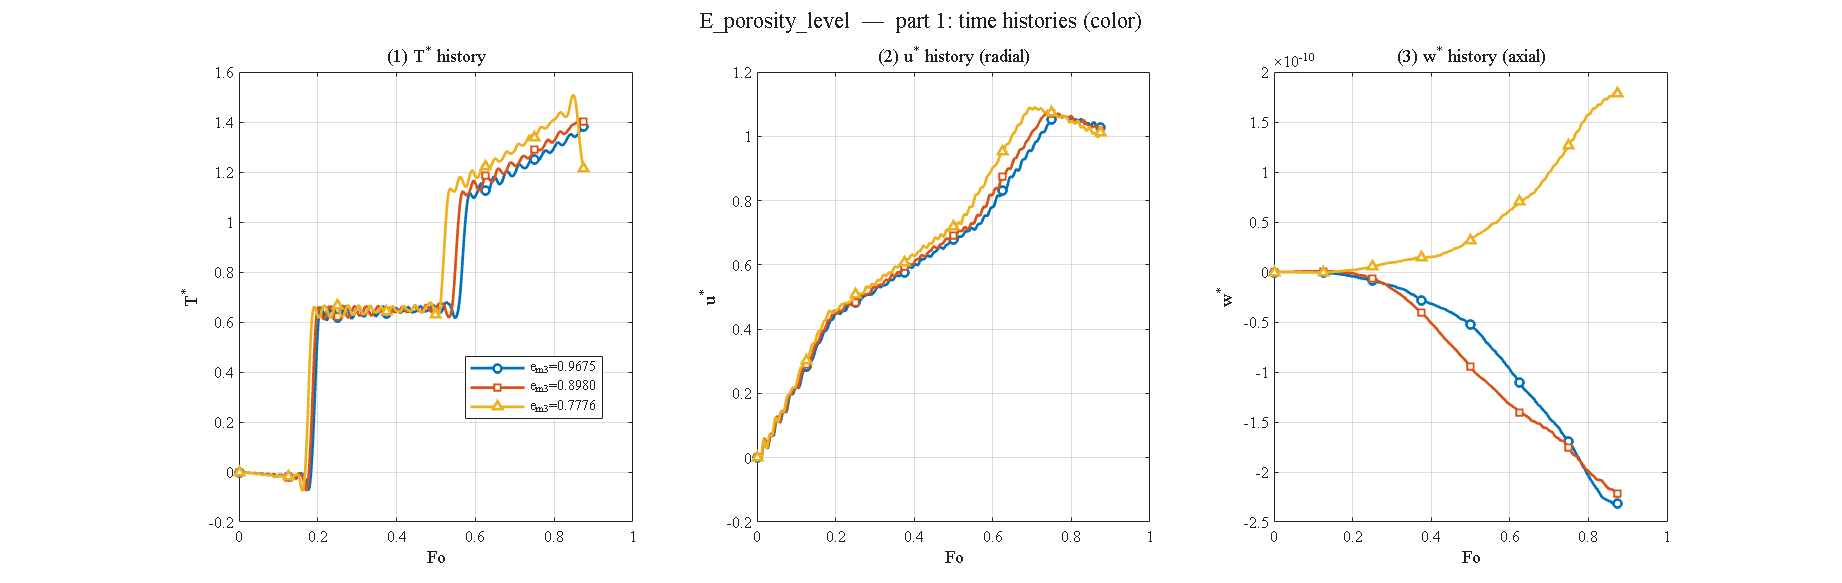 E_porosity_level — part 1: time histories (color)
(1) T* history
1.6
1.4
1.2
1
0.8
0.6
0.4
0.2
0
-0.2
T*
0 0.2 0.4 0.6 0.8 1
Fo
e_m3=0.9675
e_m3=0.8980
e_m3=0.7776
(2) u* history (radial)
1.2
1
0.8
0.6
0.4
0.2
0
-0.2
u*
0 0.2 0.4 0.6 0.8 1
Fo
(3) w* history (axial)
×10⁻¹⁰
2
1.5
1
0.5
0
-0.5
-1
-1.5
-2
-2.5
w*
0 0.2 0.4 0.6 0.8 1
Fo